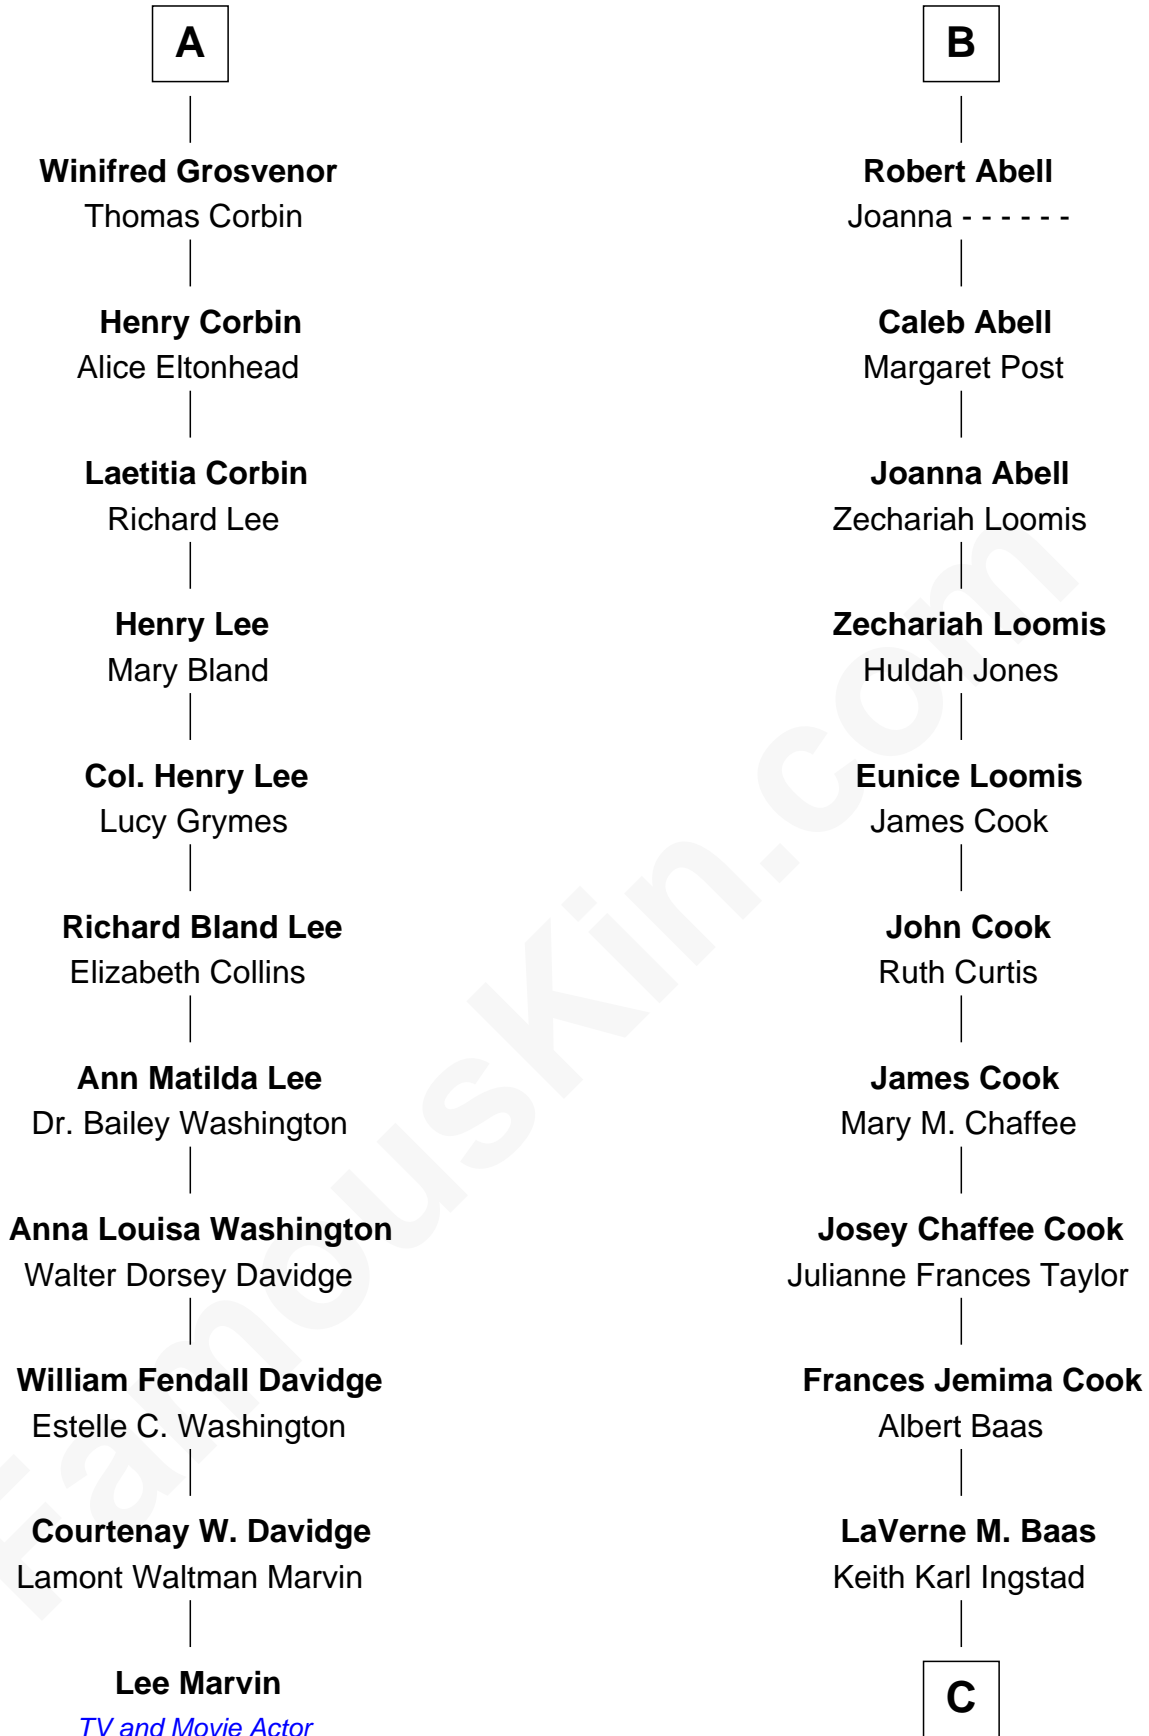 A
Winifred Grosvenor
Thomas Corbin
Henry Corbin
Alice Eltonhead
Laetitia Corbin
Richard Lee
Henry Lee
Mary Bland
Col. Henry Lee
Lucy Grymes
Richard Bland Lee
Elizabeth Collins
Ann Matilda Lee
Dr. Bailey Washington
Anna Louisa Washington
Walter Dorsey Davidge
William Fendall Davidge
Estelle C. Washington
Courtenay W. Davidge
Lamont Waltman Marvin
Lee Marvin
TV and Movie Actor
B
Robert Abell
Joanna - - - - - -
Caleb Abell
Margaret Post
Joanna Abell
Zechariah Loomis
Zechariah Loomis
Huldah Jones
Eunice Loomis
James Cook
John Cook
Ruth Curtis
James Cook
Mary M. Chaffee
Josey Chaffee Cook
Julianne Frances Taylor
Frances Jemima Cook
Albert Baas
LaVerne M. Baas
Keith Karl Ingstad
C
FamousKin.com